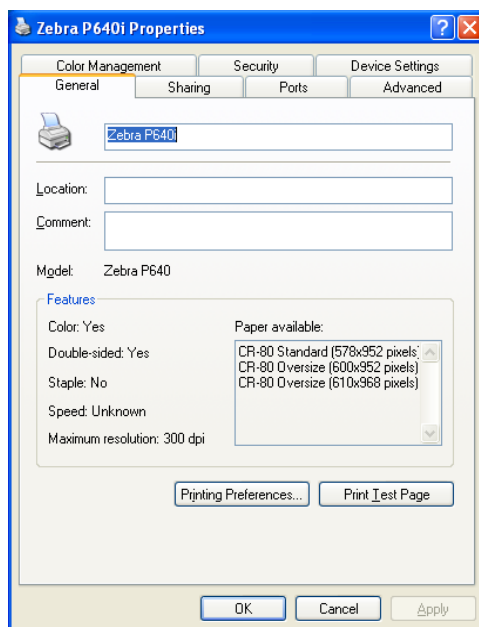 Zebra P640i Properties
Color Management Security Device Settings
General Sharing Ports Advanced
Zebra P640i
Location:
Comment:
Model: Zebra P640
Features
Color: Yes
Double-sided: Yes
Staple: No
Speed: Unknown
Maximum resolution: 300 dpi
Paper available:
CR-80 Standard (578x952 pixels)
CR-80 Oversize (600x952 pixels)
CR-80 Oversize (610x968 pixels)
Printing Preferences... Print Test Page
OK Cancel Apply